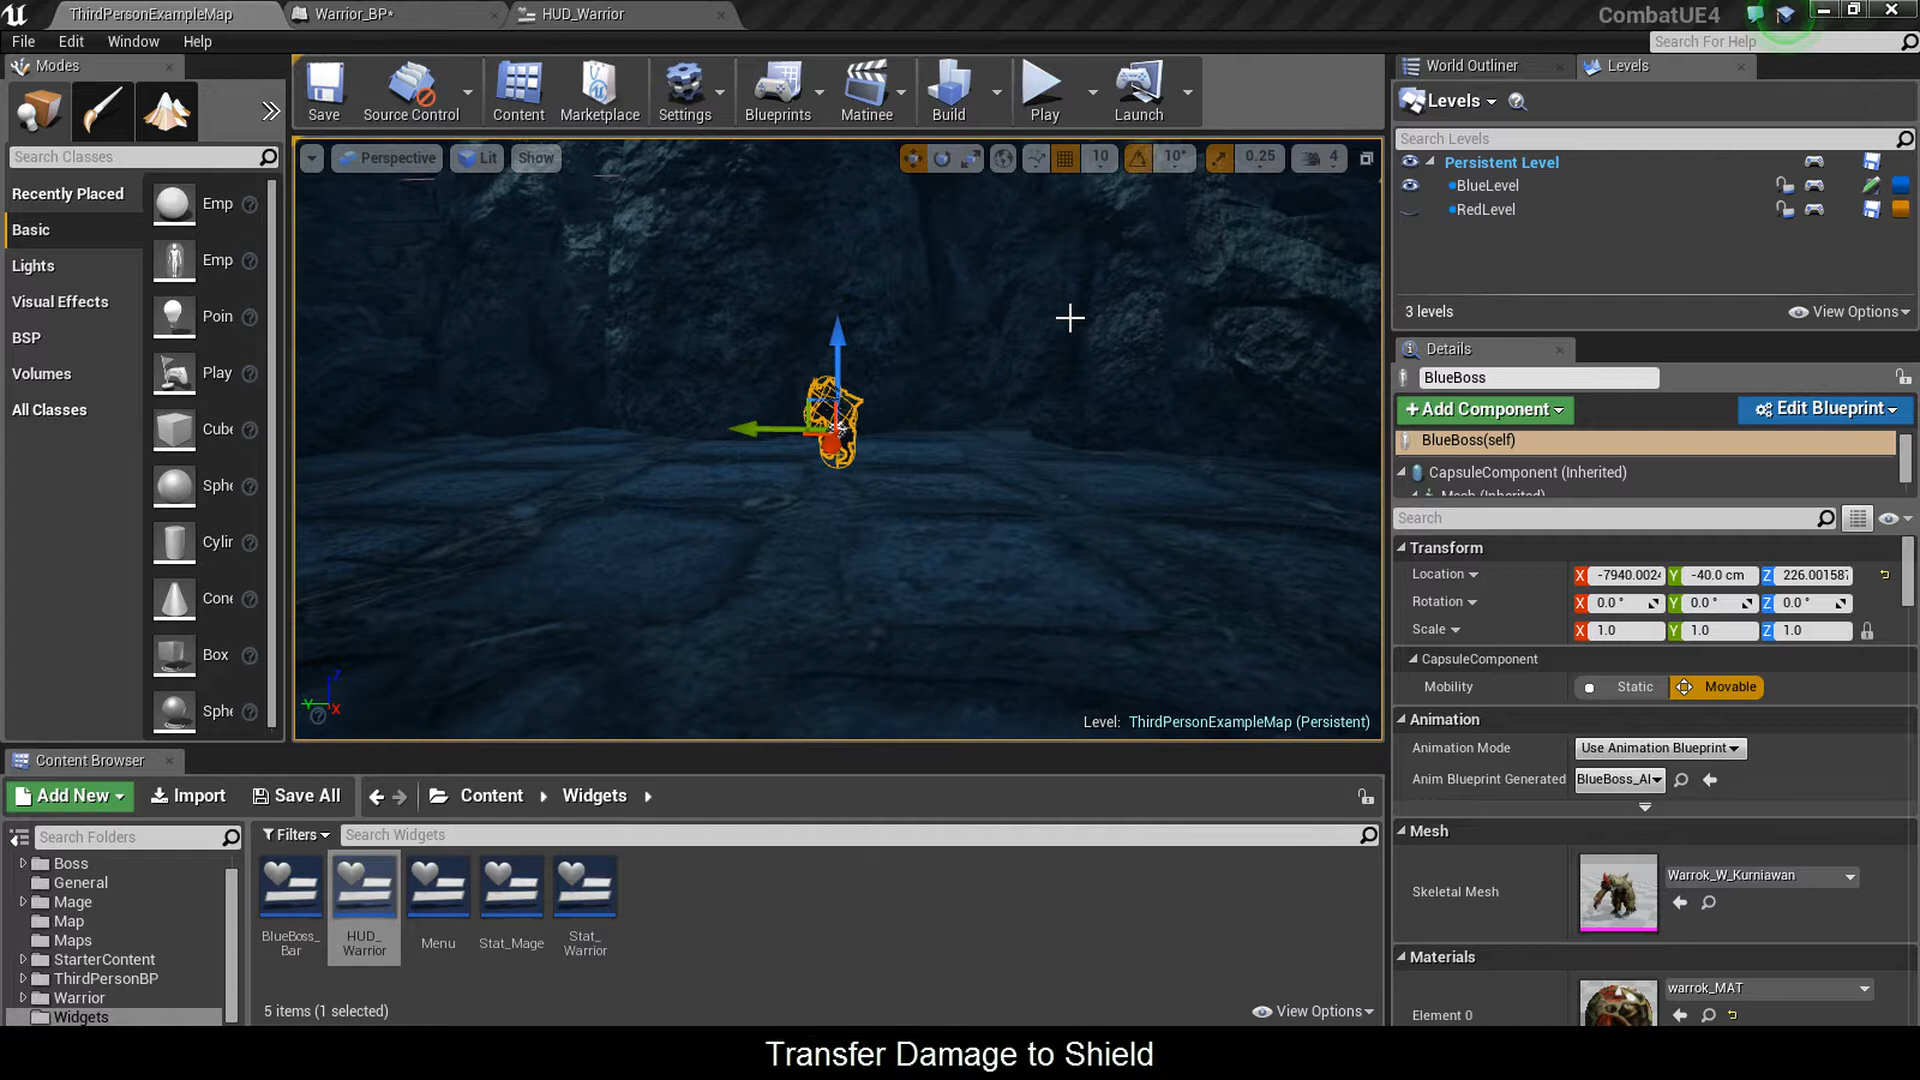 ThirdPersonExampleMap
Warrior_BP*
HUD_Warrior
CombatUE4
File
Edit
Window
Help
Search For Help
Modes
Search Classes
Recently Placed
Basic
Lights
Visual Effects
BSP
Volumes
All Classes
Emp
Emp
Poin
Play
Cube
Sphe
Cylin
Cone
Box
Sphe
Save
Source Control
Content
Marketplace
Settings
Blueprints
Matinee
Build
Play
Launch
Perspective
Lit
Show
10
10°
0.25
4
Level: ThirdPersonExampleMap (Persistent)
World Outliner
Levels
Levels
Search Levels
Persistent Level
BlueLevel
RedLevel
3 levels
View Options
Details
BlueBoss
+Add Component
Edit Blueprint
BlueBoss(self)
CapsuleComponent (Inherited)
Mesh (Inherited)
Search
Transform
Location X -7940.0024 Y -40.0 cm Z 226.001587
Rotation X 0.0 ° Y 0.0 ° Z 0.0 °
Scale X 1.0 Y 1.0 Z 1.0
CapsuleComponent
Mobility Static Movable
Animation
Animation Mode Use Animation Blueprint
Anim Blueprint Generated BlueBoss_AI
Mesh
Skeletal Mesh Warrok_W_Kurniawan
Materials
Element 0 warrok_MAT
Content Browser
Add New
Import
Save All
Content
Widgets
Search Folders
Filters
Search Widgets
Boss
General
Mage
Map
Maps
StarterContent
ThirdPersonBP
Warrior
Widgets
BlueBoss_
Bar
HUD_
Warrior
Menu
Stat_Mage
Stat_
Warrior
5 items (1 selected)
View Options
Transfer Damage to Shield